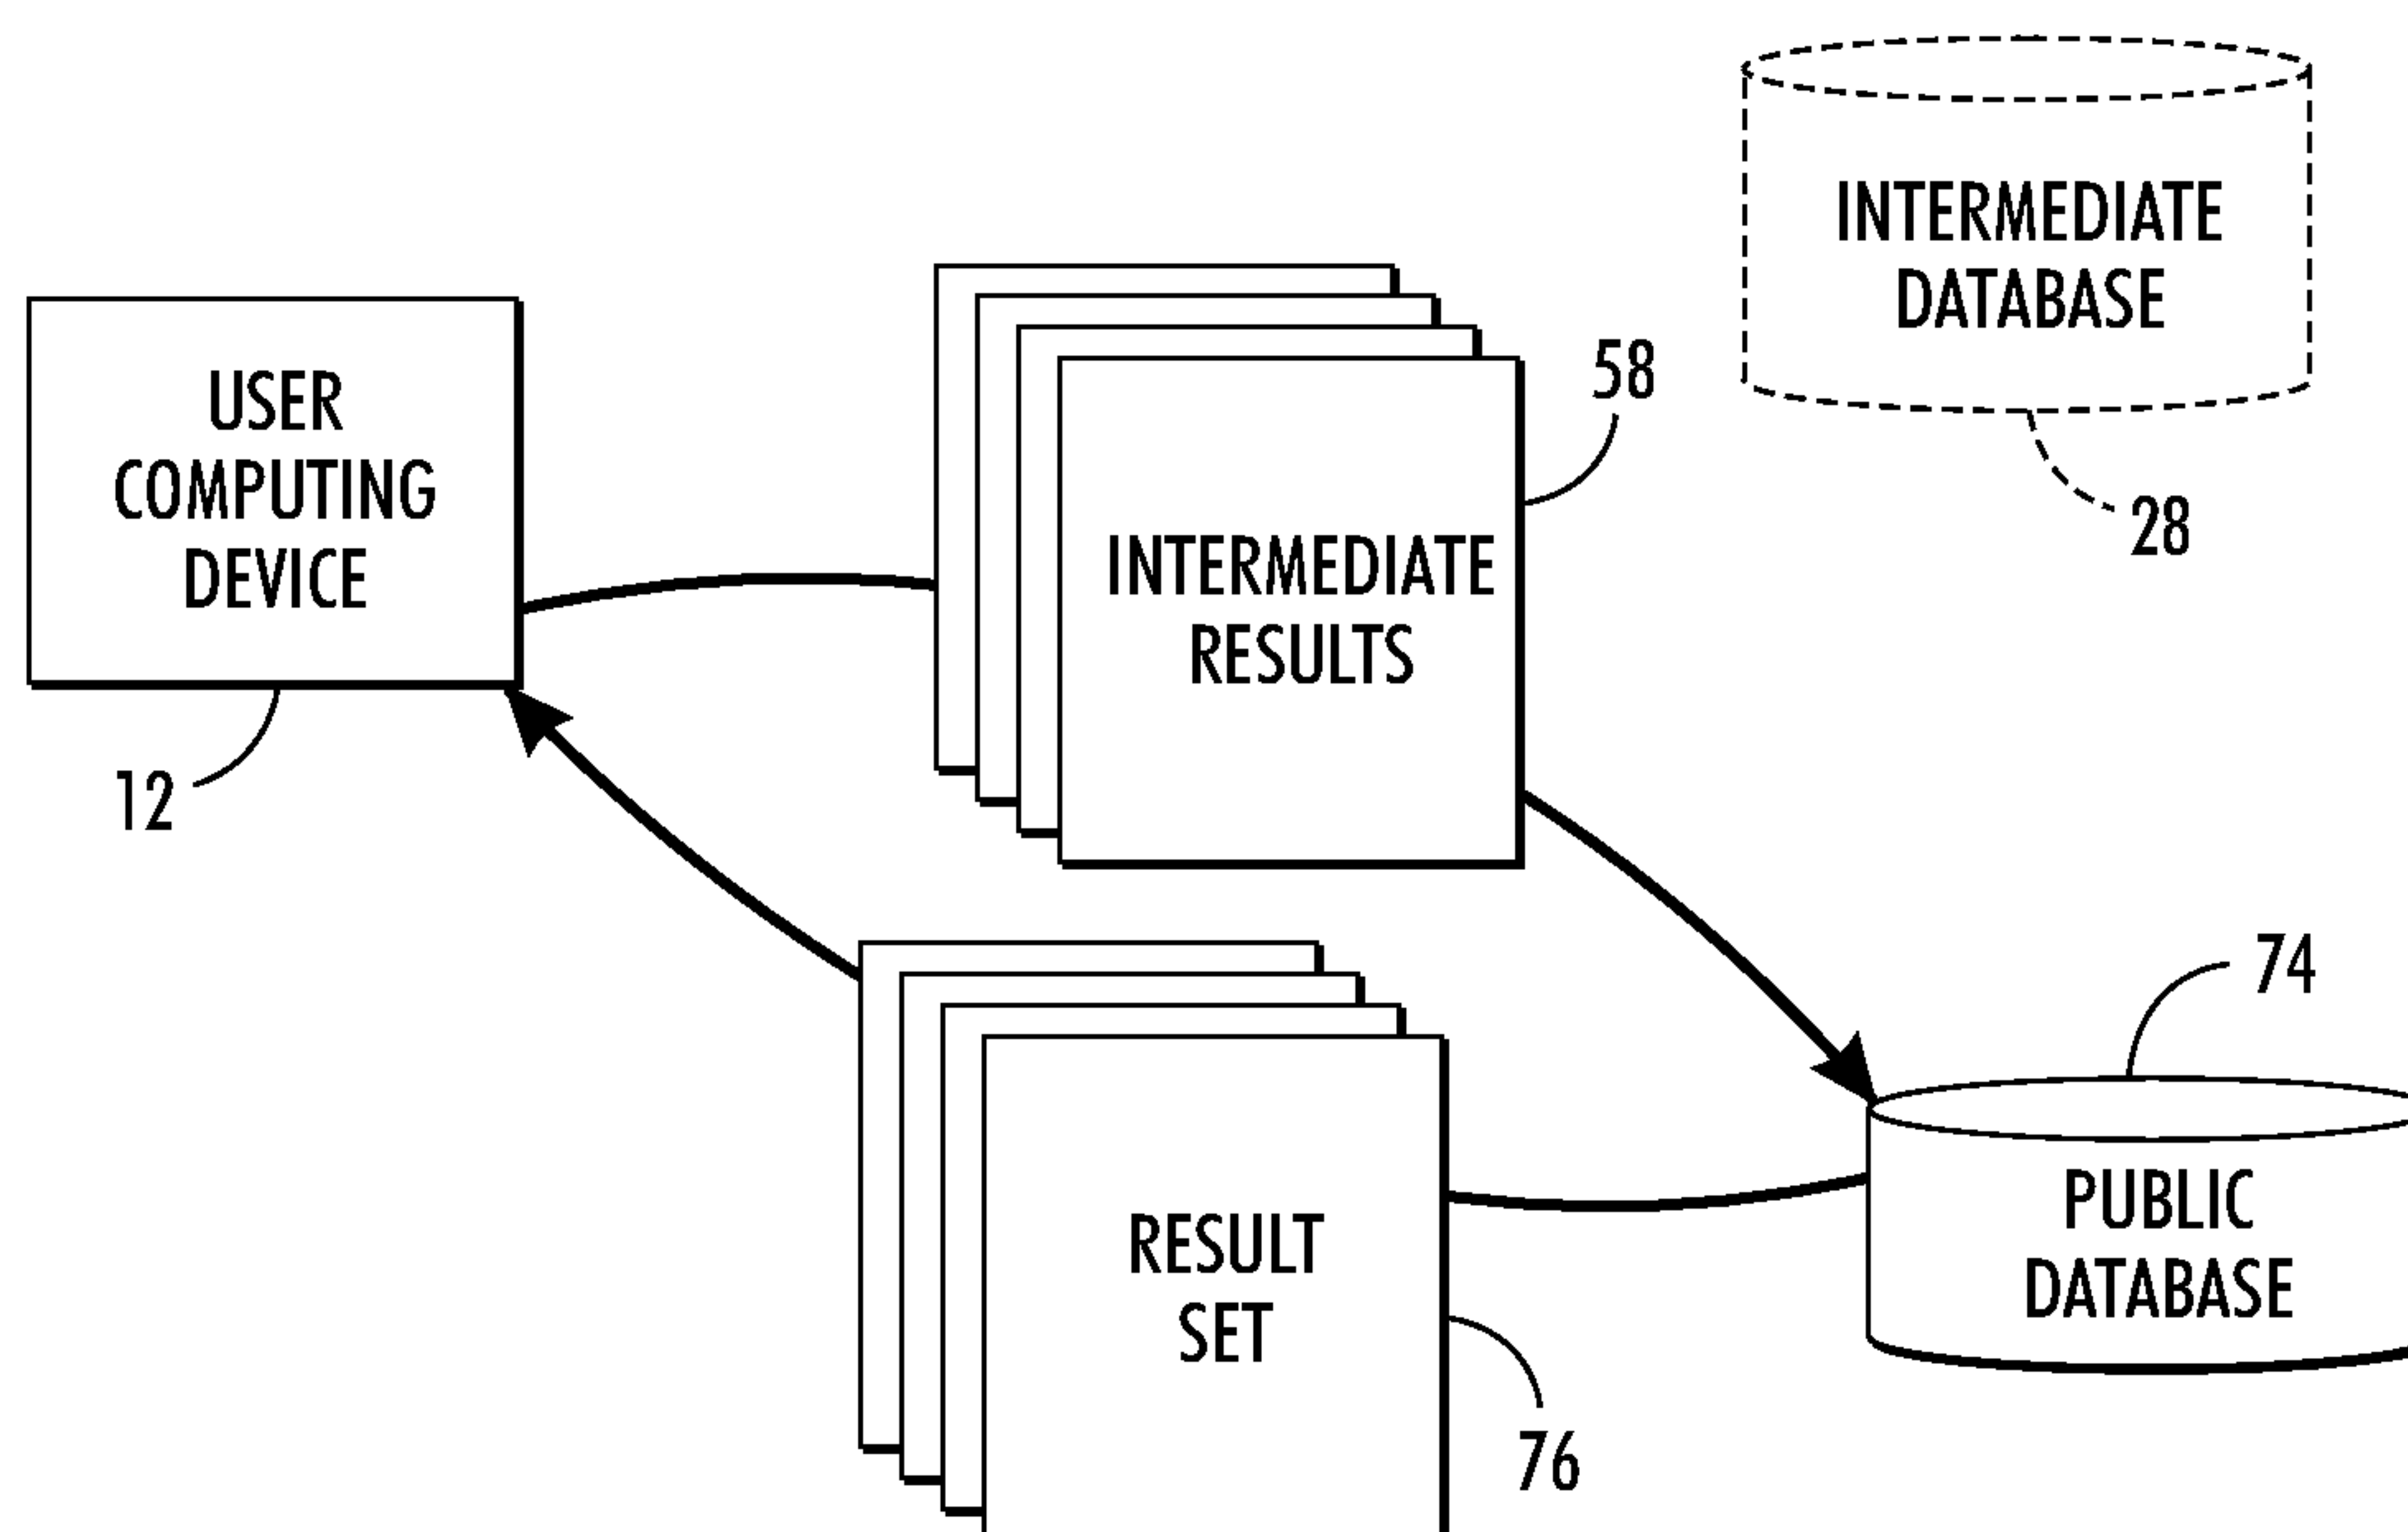 INTERMEDIATE
DATABASE
28
USER
COMPUTING
DEVICE
12
58
INTERMEDIATE
RESULTS
74
PUBLIC
DATABASE
RESULT
SET
76